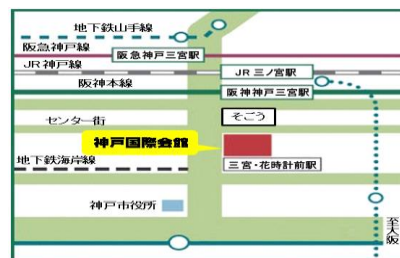 地下鉄山手線
阪急神戸線
阪急神戸三宮駅
JR神戸線
JR三ノ宮駅
阪神本線
阪神神戸三宮駅
センター街
そごう
神戸国際会館
地下鉄海岸線
三宮・花時計前駅
神戸市役所
至大阪